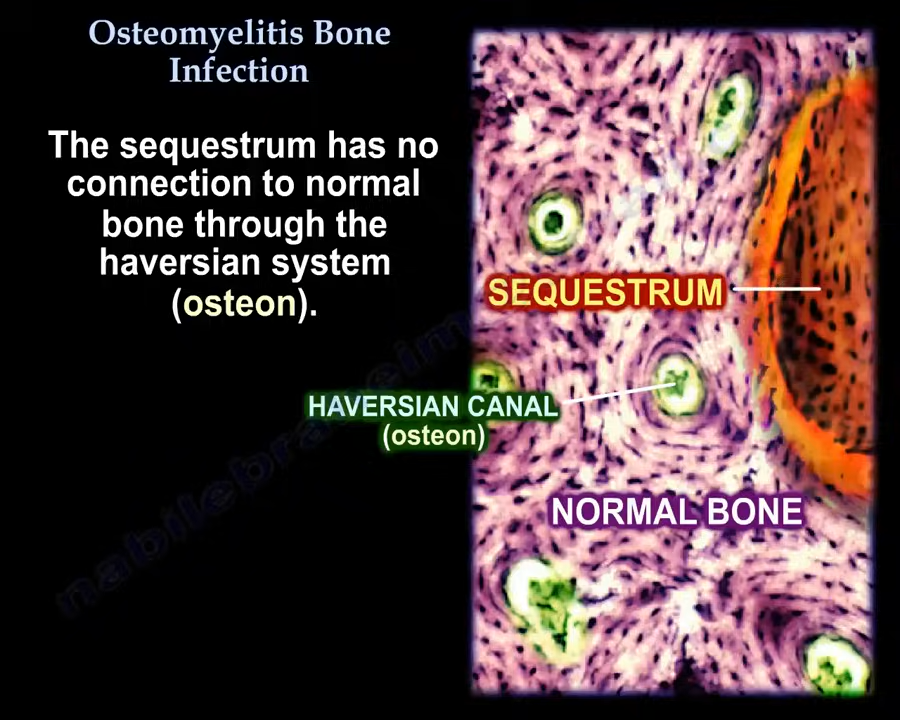 Osteomyelitis Bone
Infection
The sequestrum has no
connection to normal
bone through the
haversian system
(osteon).
SEQUESTRUM
HAVERSIAN CANAL
(osteon)
NORMAL BONE